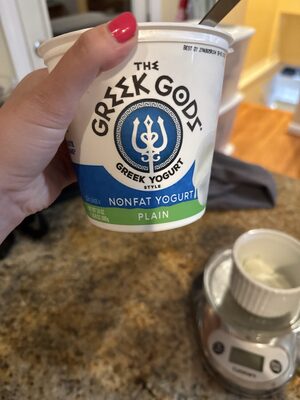 THE
GREEK GODS
GREEK YOGURT
STYLE
NONFAT YOGURT
PLAIN